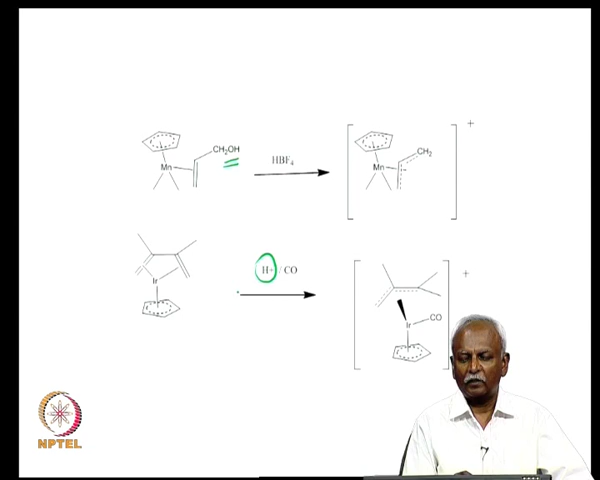 +
CH₂OH
HBF₄
CH₂
Mn
Mn
H+ / CO
+
Ir
CO
Ir
NPTEL